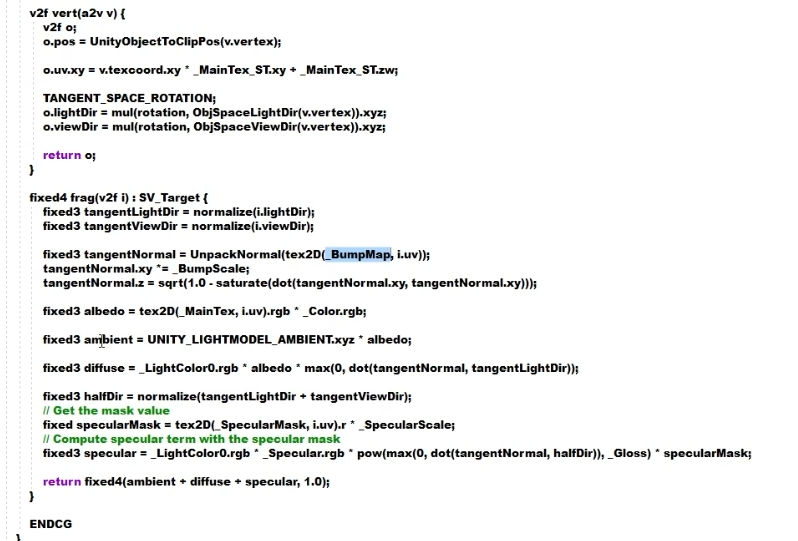 v2f vert(a2v v) {
v2f o;
o.pos = UnityObjectToClipPos(v.vertex);
o.uv.xy = v.texcoord.xy * _MainTex_ST.xy + _MainTex_ST.zw;
TANGENT_SPACE_ROTATION;
o.lightDir = mul(rotation, ObjSpaceLightDir(v.vertex)).xyz;
o.viewDir = mul(rotation, ObjSpaceViewDir(v.vertex)).xyz;
return o;
}
fixed4 frag(v2f i) : SV_Target {
fixed3 tangentLightDir = normalize(i.lightDir);
fixed3 tangentViewDir = normalize(i.viewDir);
fixed3 tangentNormal = UnpackNormal(tex2D(_BumpMap, i.uv));
tangentNormal.xy *= _BumpScale;
tangentNormal.z = sqrt(1.0 - saturate(dot(tangentNormal.xy, tangentNormal.xy)));
fixed3 albedo = tex2D(_MainTex, i.uv).rgb * _Color.rgb;
fixed3 ambient = UNITY_LIGHTMODEL_AMBIENT.xyz * albedo;
fixed3 diffuse = _LightColor0.rgb * albedo * max(0, dot(tangentNormal, tangentLightDir));
fixed3 halfDir = normalize(tangentLightDir + tangentViewDir);
// Get the mask value
fixed specularMask = tex2D(_SpecularMask, i.uv).r * _SpecularScale;
// Compute specular term with the specular mask
fixed3 specular = _LightColor0.rgb * _Specular.rgb * pow(max(0, dot(tangentNormal, halfDir)), _Gloss) * specularMask;
return fixed4(ambient + diffuse + specular, 1.0);
}
ENDCG
}